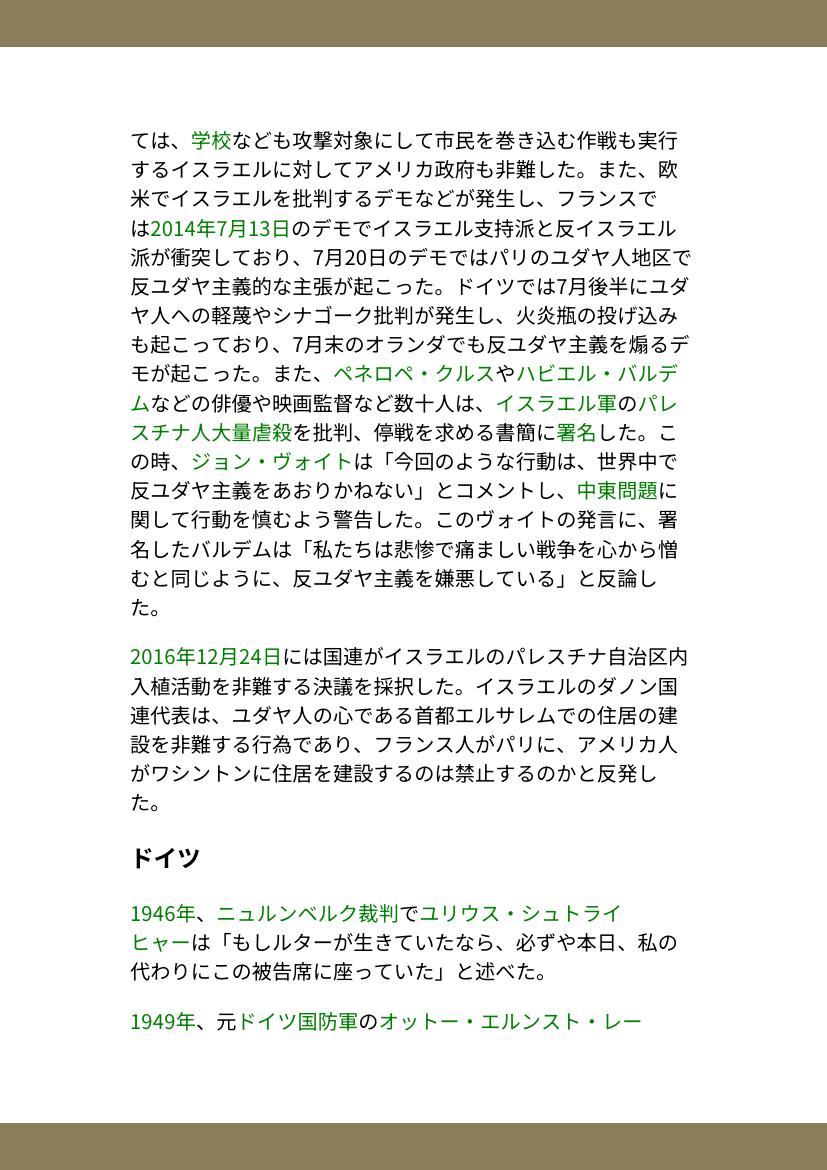 ては、学校なども攻撃対象にして市民を巻き込む作戦も実行
するイスラエルに対してアメリカ政府も非難した。また、欧
米でイスラエルを批判するデモなどが発生し、フランスで
は2014年7月13日のデモでイスラエル支持派と反イスラエル
派が衝突しており、7月20日のデモではパリのユダヤ人地区で
反ユダヤ主義的な主張が起こった。ドイツでは7月後半にユダ
ヤ人への軽蔑やシナゴーク批判が発生し、火炎瓶の投げ込み
も起こっており、7月末のオランダでも反ユダヤ主義を煽るデ
モが起こった。また、ペネロペ・クルスやハビエル・バルデ
ムなどの俳優や映画監督など数十人は、イスラエル軍のパレ
スチナ人大量虐殺を批判、停戦を求める書簡に署名した。こ
の時、ジョン・ヴォイトは「今回のような行動は、世界中で
反ユダヤ主義をあおりかねない」とコメントし、中東問題に
関して行動を慎むよう警告した。このヴォイトの発言に、署
名したバルデムは「私たちは悲惨で痛ましい戦争を心から憎
むと同じように、反ユダヤ主義を嫌悪している」と反論し
た。
2016年12月24日には国連がイスラエルのパレスチナ自治区内
入植活動を非難する決議を採択した。イスラエルのダノン国
連代表は、ユダヤ人の心である首都エルサレムでの住居の建
設を非難する行為であり、フランス人がパリに、アメリカ人
がワシントンに住居を建設するのは禁止するのかと反発し
た。
ドイツ
1946年、ニュルンベルク裁判でユリウス・シュトライ
ヒャーは「もしルターが生きていたなら、必ずや本日、私の
代わりにこの被告席に座っていた」と述べた。
1949年、元ドイツ国防軍のオットー・エルンスト・レー